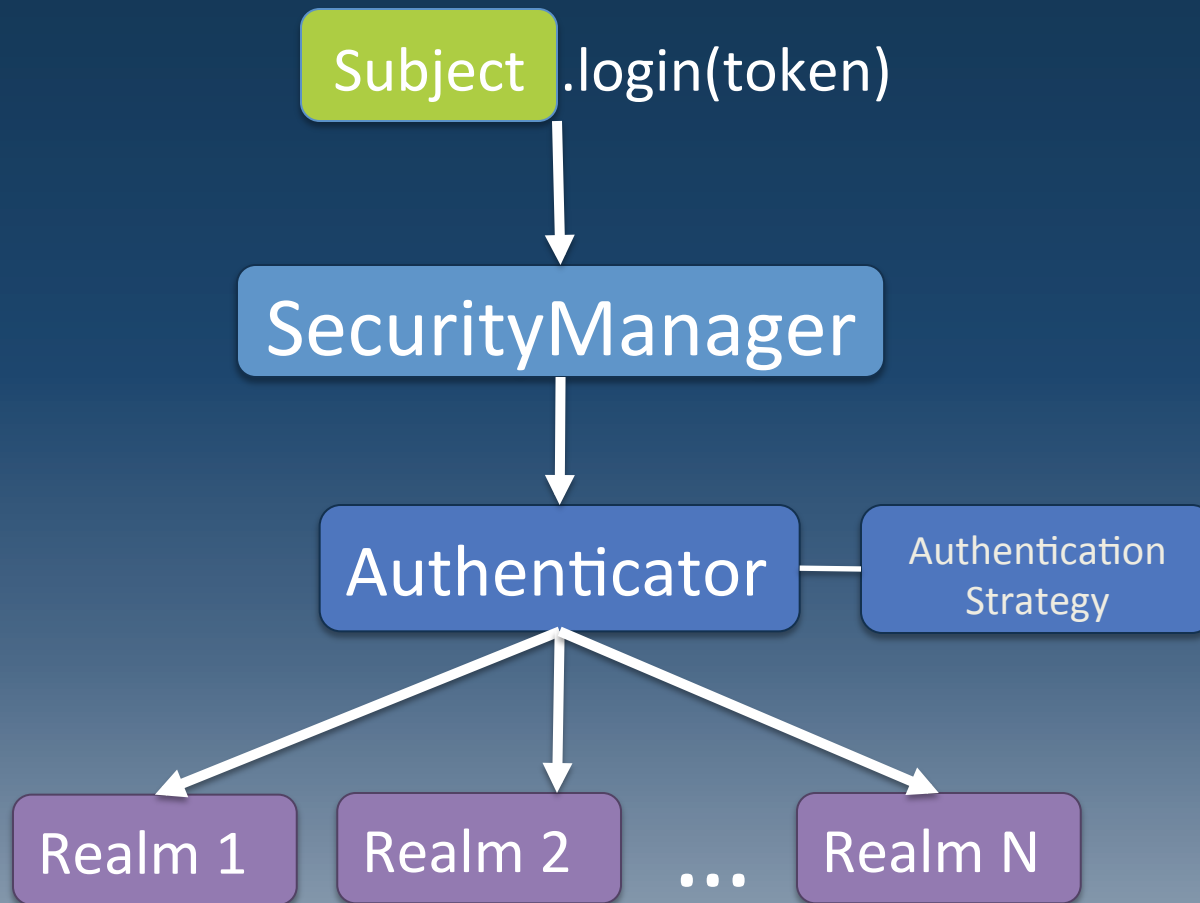 Subject .login(token)
SecurityManager
Authenticator
Authentication
Strategy
Realm 1
Realm 2
...
Realm N